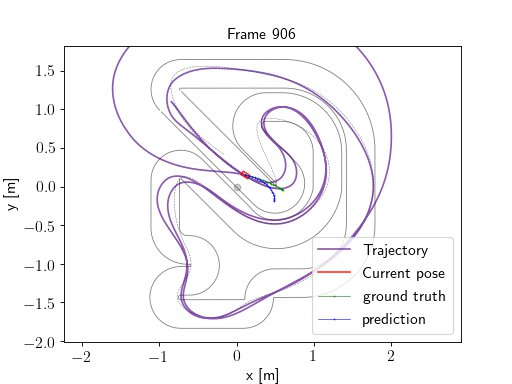 Frame 906
1.5
1.0
0.5
0.0
−0.5
−1.0
−1.5
−2.0
y [m]
−2 −1 0 1 2
x [m]
Trajectory
Current pose
ground truth
prediction